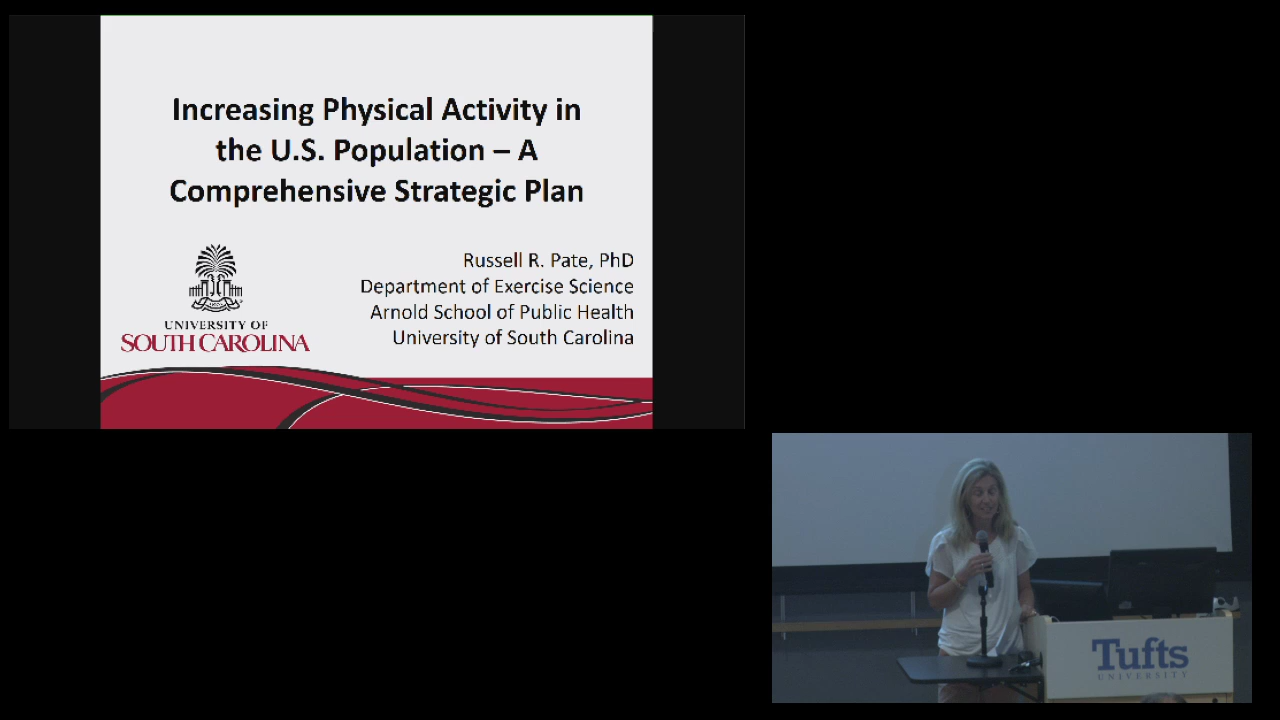 Increasing Physical Activity in
the U.S. Population – A
Comprehensive Strategic Plan
Russell R. Pate, PhD
Department of Exercise Science
Arnold School of Public Health
University of South Carolina
UNIVERSITY OF
SOUTH CAROLINA
Tufts
UNIVERSITY